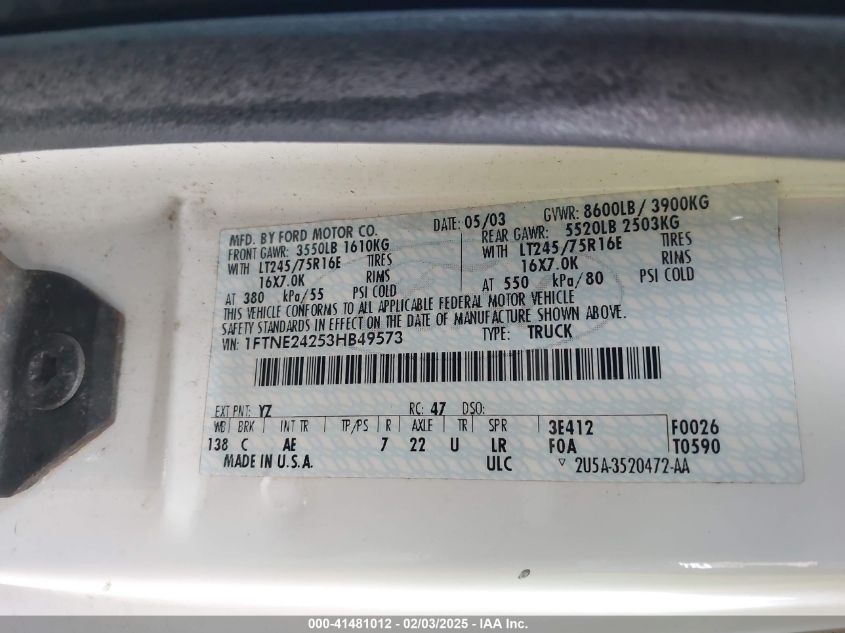 MFD. BY FORD MOTOR CO. DATE: 05/03 GVWR: 8600LB / 3900KG
FRONT GAWR: 3550LB 1610KG REAR GAWR: 5520LB 2503KG
WITH LT245/75R16E TIRES WITH LT245/75R16E TIRES
16X7.0K RIMS 16X7.0K RIMS
AT 380 kPa/55 PSI COLD AT 550 kPa/80 PSI COLD
THIS VEHICLE CONFORMS TO ALL APPLICABLE FEDERAL MOTOR VEHICLE
SAFETY STANDARDS IN EFFECT ON THE DATE OF MANUFACTURE SHOWN ABOVE.
VIN: 1FTNE24253HB49573 TYPE: TRUCK
EXT PNT: YZ RC: 47 DSO:
WB BRK INT TR TP/PS R AXLE TR SPR 3E412 F0026
138 C AE 7 22 U LR F0A T0590
MADE IN U.S.A. ULC ▽ 2U5A-3520472-AA
000-41481012 - 02/03/2025 - IAA Inc.